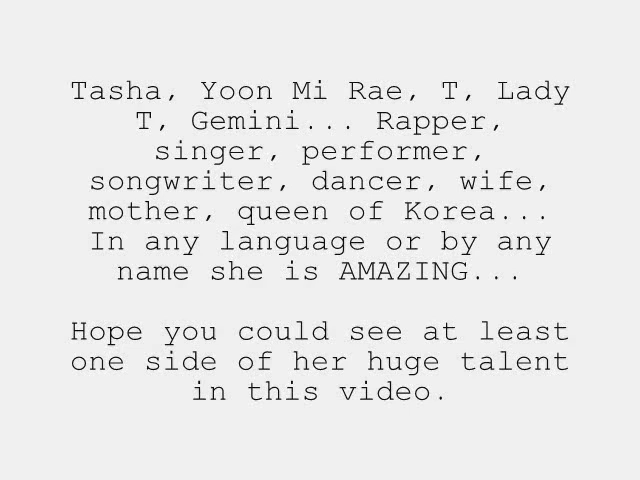 Tasha, Yoon Mi Rae, T, Lady
T, Gemini... Rapper,
singer, performer,
songwriter, dancer, wife,
mother, queen of Korea...
In any language or by any
name she is AMAZING...
Hope you could see at least
one side of her huge talent
in this video.